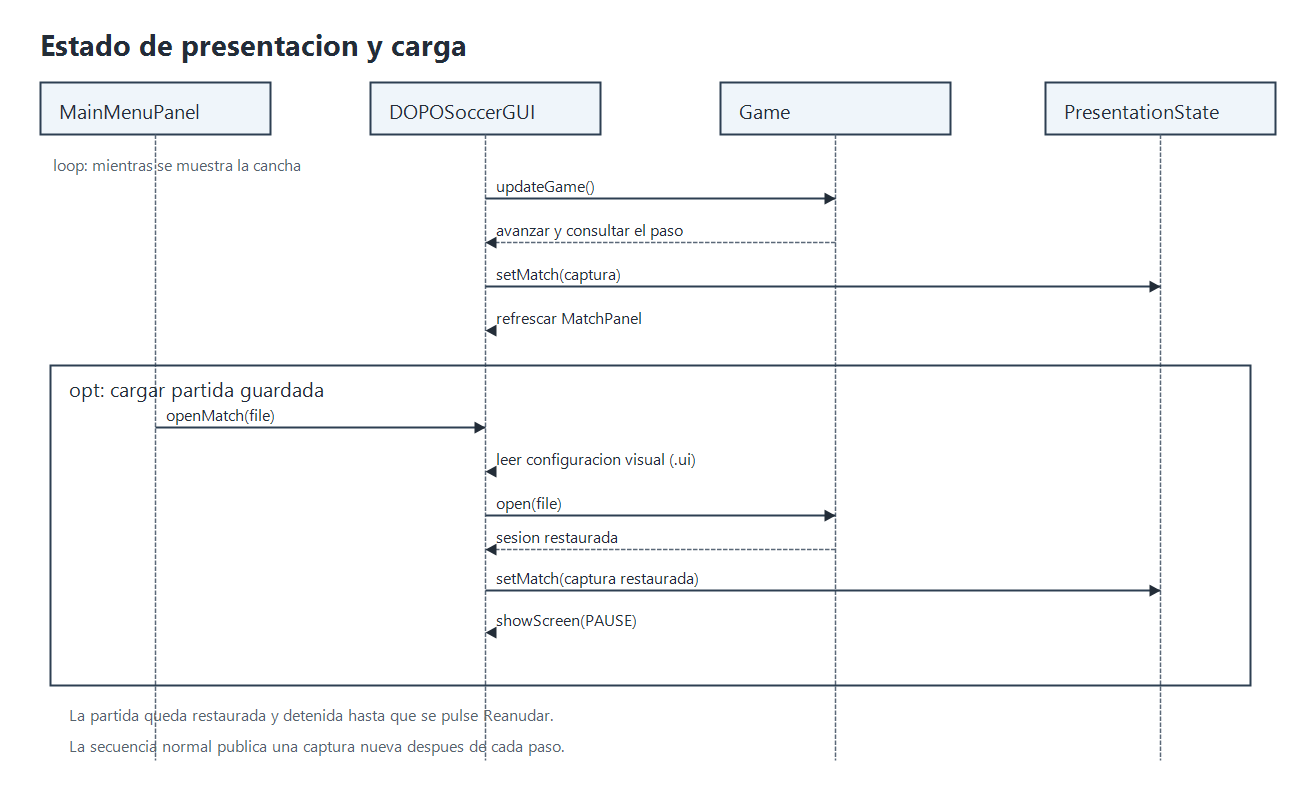 Estado de presentacion y carga
MainMenuPanel
DOPOSoccerGUI
Game
PresentationState
loop: mientras se muestra la cancha
updateGame()
avanzar y consultar el paso
setMatch(captura)
refrescar MatchPanel
opt: cargar partida guardada
openMatch(file)
leer configuracion visual (.ui)
open(file)
sesion restaurada
setMatch(captura restaurada)
showScreen(PAUSE)
La partida queda restaurada y detenida hasta que se pulse Reanudar.
La secuencia normal publica una captura nueva despues de cada paso.